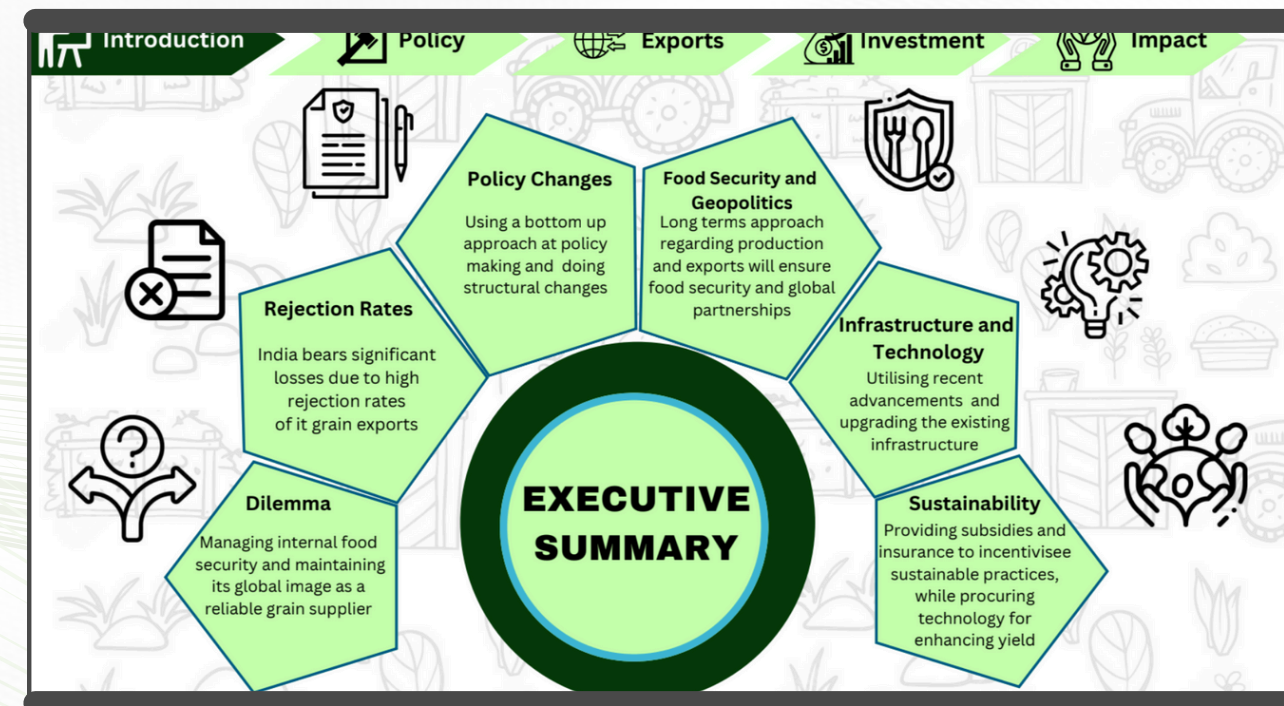 Introduction
Policy
Exports
Investment
Impact
Policy Changes
Using a bottom up
approach at policy
making and doing
structural changes
Food Security and
Geopolitics
Long terms approach
regarding production
and exports will ensure
food security and global
partnerships
Rejection Rates
India bears significant
losses due to high
rejection rates
of it grain exports
Infrastructure and
Technology
Utilising recent
advancements and
upgrading the existing
infrastructure
Dilemma
Managing internal food
security and maintaining
its global image as a
reliable grain supplier
EXECUTIVE
SUMMARY
Sustainability
Providing subsidies and
insurance to incentivisee
sustainable practices,
while procuring
technology for
enhancing yield